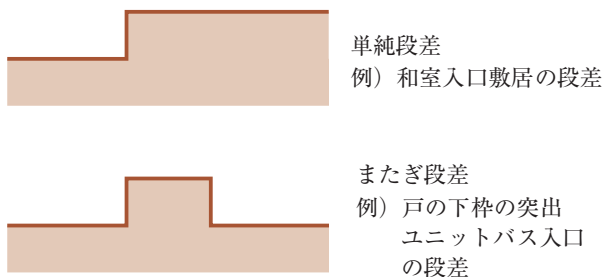 単純段差
例）和室入口敷居の段差
またぎ段差
例）戸の下枠の突出
ユニットバス入口
の段差